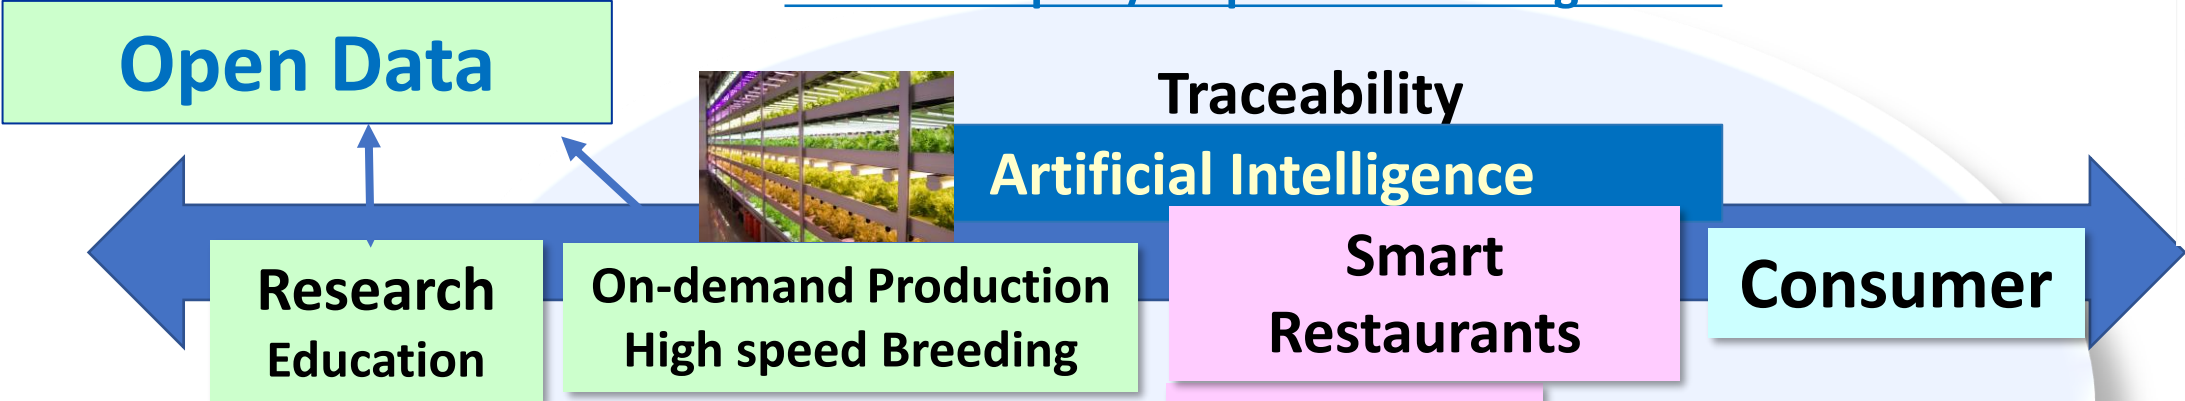 Open Data
Traceability
Artificial Intelligence
Research
Education
On-demand Production
High speed Breeding
Smart
Restaurants
Consumer